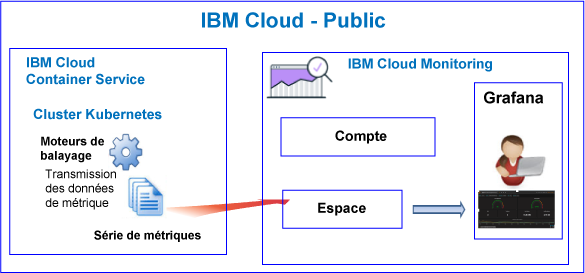 IBM Cloud - Public
IBM Cloud
Container Service
Cluster Kubernetes
Moteurs de
balayage
Transmission
des données
de métrique
Série de métriques
IBM Cloud Monitoring
Compte
Espace
Grafana